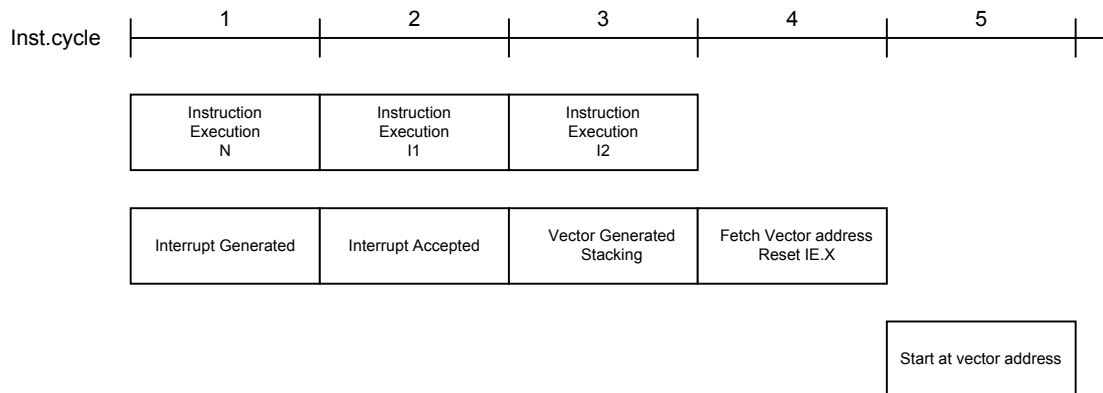 1
2
3
4
5
Inst.cycle
Instruction
Execution
N
Instruction
Execution
I1
Instruction
Execution
I2
Interrupt Generated
Interrupt Accepted
Vector Generated
Stacking
Fetch Vector address
Reset IE.X
Start at vector address